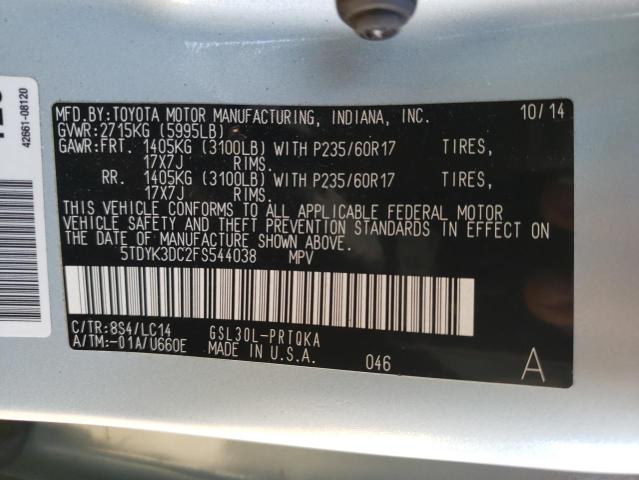 MFD.BY:TOYOTA MOTOR MANUFACTURING, INDIANA, INC. 10/14
GVWR:2715KG (5995LB)
GAWR:FRT. 1405KG (3100LB) WITH P235/60R17 TIRES,
17X7J RIMS.
RR. 1405KG (3100LB) WITH P235/60R17 TIRES,
17X7J RIMS.
THIS VEHICLE CONFORMS TO ALL APPLICABLE FEDERAL MOTOR
VEHICLE SAFETY AND THEFT PREVENTION STANDARDS IN EFFECT ON
THE DATE OF MANUFACTURE SHOWN ABOVE.
5TDYK3DC2FS544038 MPV
C/TR:8S4/LC14 GSL30L-PRTQKA
A/TM:-01A/U660E MADE IN U.S.A. 046 A
42661-08120